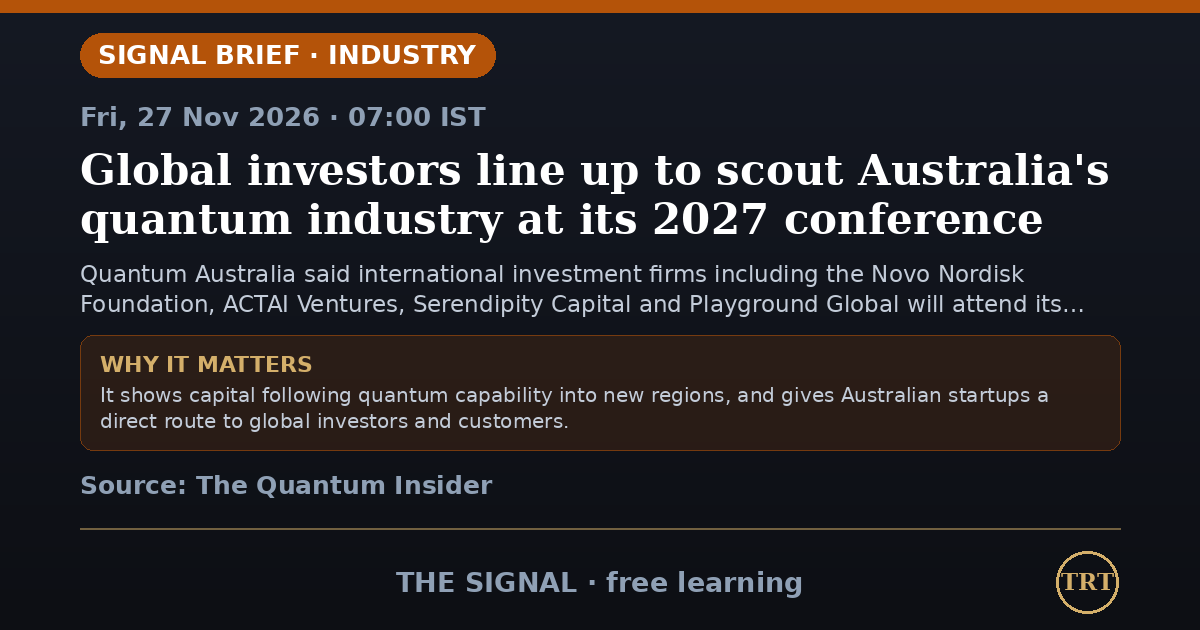 SIGNAL BRIEF · INDUSTRY
Fri, 27 Nov 2026 · 07:00 IST
Global investors line up to scout Australia's
quantum industry at its 2027 conference
Quantum Australia said international investment firms including the Novo Nordisk
Foundation, ACTAI Ventures, Serendipity Capital and Playground Global will attend its…
WHY IT MATTERS
It shows capital following quantum capability into new regions, and gives Australian startups a
direct route to global investors and customers.
Source: The Quantum Insider
THE SIGNAL · free learning
TRT